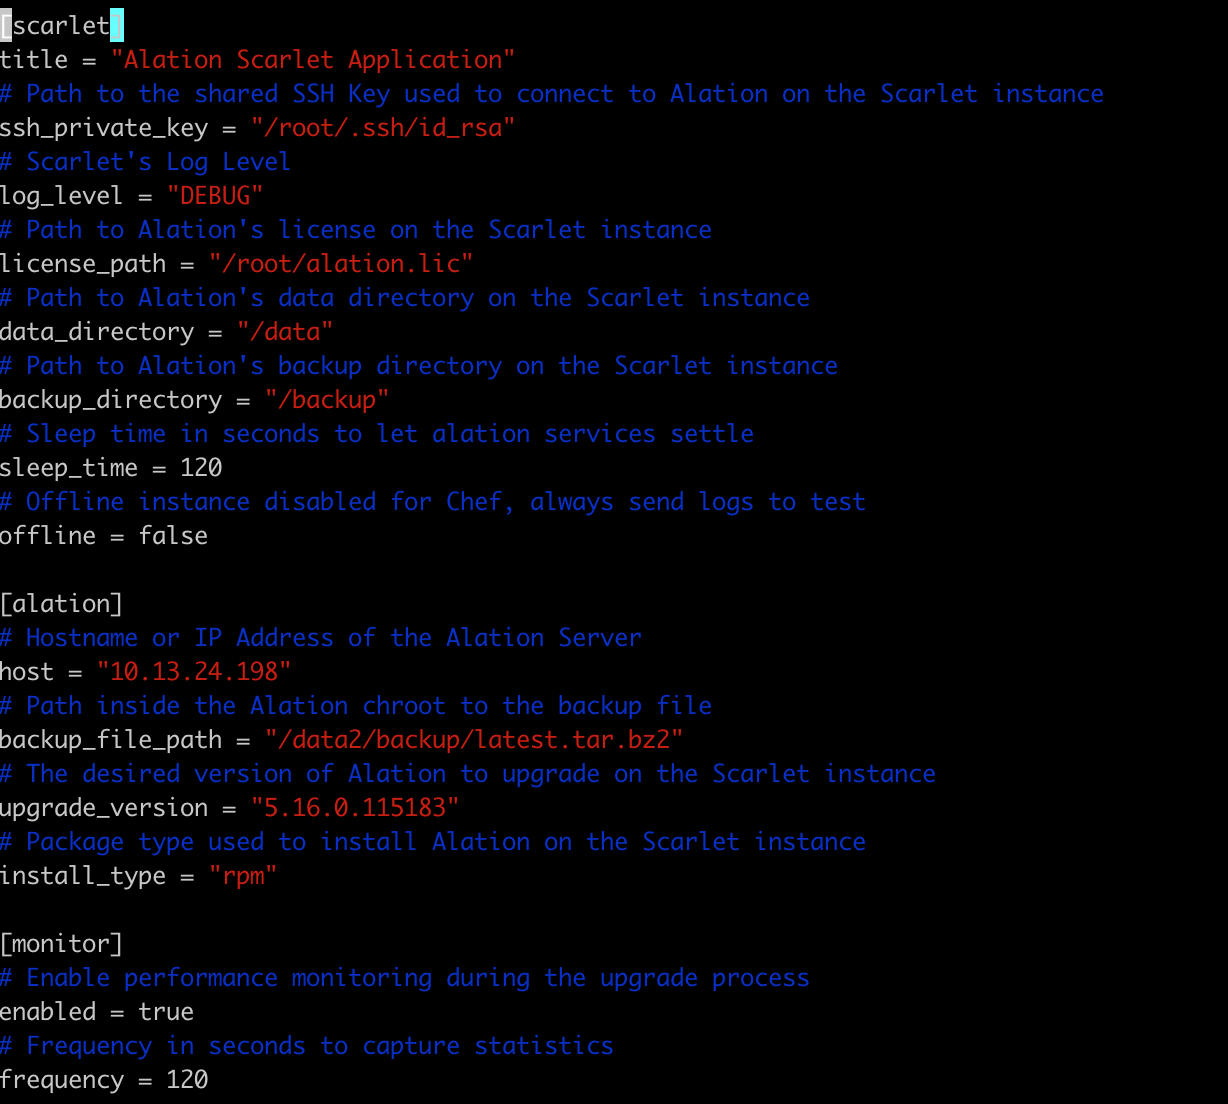 [scarlet]
title = "Alation Scarlet Application"
# Path to the shared SSH Key used to connect to Alation on the Scarlet instance
ssh_private_key = "/root/.ssh/id_rsa"
# Scarlet's Log Level
log_level = "DEBUG"
# Path to Alation's license on the Scarlet instance
license_path = "/root/alation.lic"
# Path to Alation's data directory on the Scarlet instance
data_directory = "/data"
# Path to Alation's backup directory on the Scarlet instance
backup_directory = "/backup"
# Sleep time in seconds to let alation services settle
sleep_time = 120
# Offline instance disabled for Chef, always send logs to test
offline = false

[alation]
# Hostname or IP Address of the Alation Server
host = "10.13.24.198"
# Path inside the Alation chroot to the backup file
backup_file_path = "/data2/backup/latest.tar.bz2"
# The desired version of Alation to upgrade on the Scarlet instance
upgrade_version = "5.16.0.115183"
# Package type used to install Alation on the Scarlet instance
install_type = "rpm"

[monitor]
# Enable performance monitoring during the upgrade process
enabled = true
# Frequency in seconds to capture statistics
frequency = 120